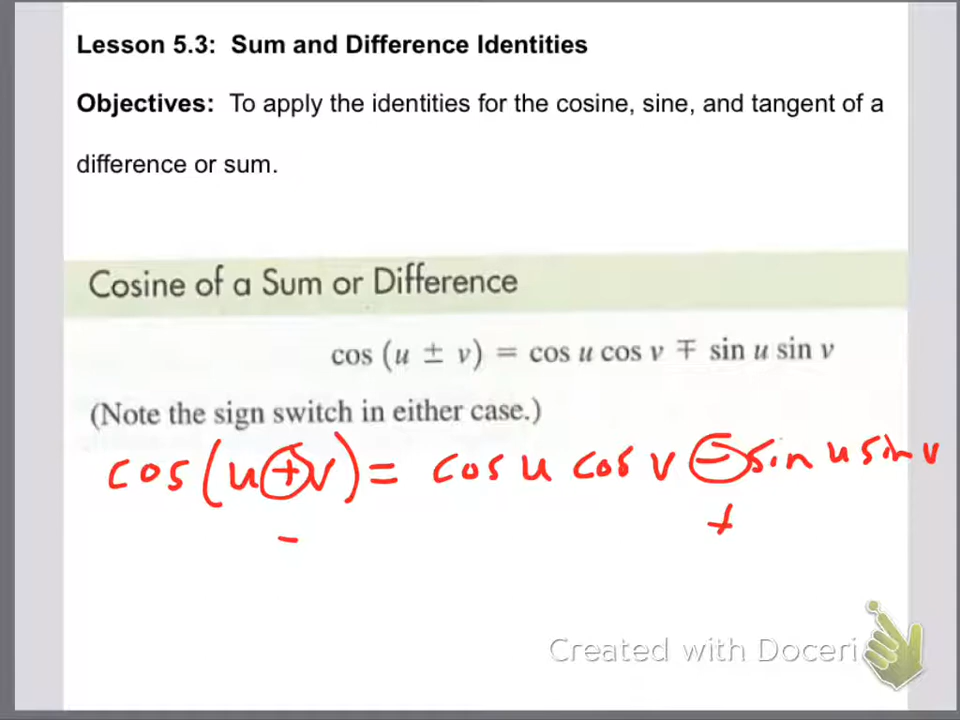 Lesson 5.3: Sum and Difference Identities
Objectives: To apply the identities for the cosine, sine, and tangent of a
difference or sum.
Cosine of a Sum or Difference
cos (u ± v) = cos u cos v ∓ sin u sin v
(Note the sign switch in either case.)
cos(u+v) = cos u cos v - sin u sin v
- +
Created with Doceri